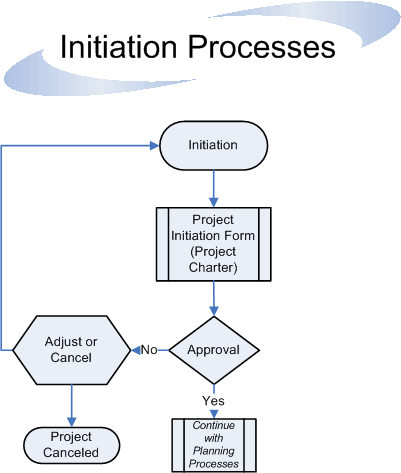 Initiation Processes
Initiation
Project
Initiation Form
(Project
Charter)
Adjust or
Cancel
No
Approval
Yes
Project
Canceled
Continue
with
Planning
Processes